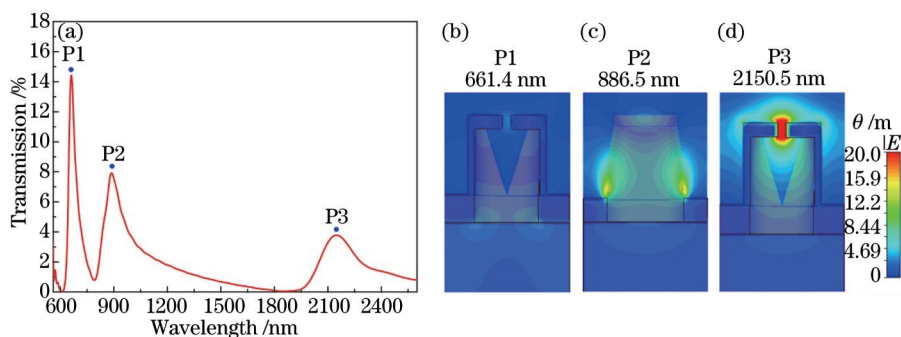 (a)
18
16
14
12
10
8
6
4
2
0
Transmission /%
P1
P2
P3
600
900
1200
1500
1800
2100
2400
Wavelength /nm
(b)
P1
661.4 nm
(c)
P2
886.5 nm
(d)
P3
2150.5 nm
θ /m
|E
20.0
15.9
12.2
8.44
4.69
0